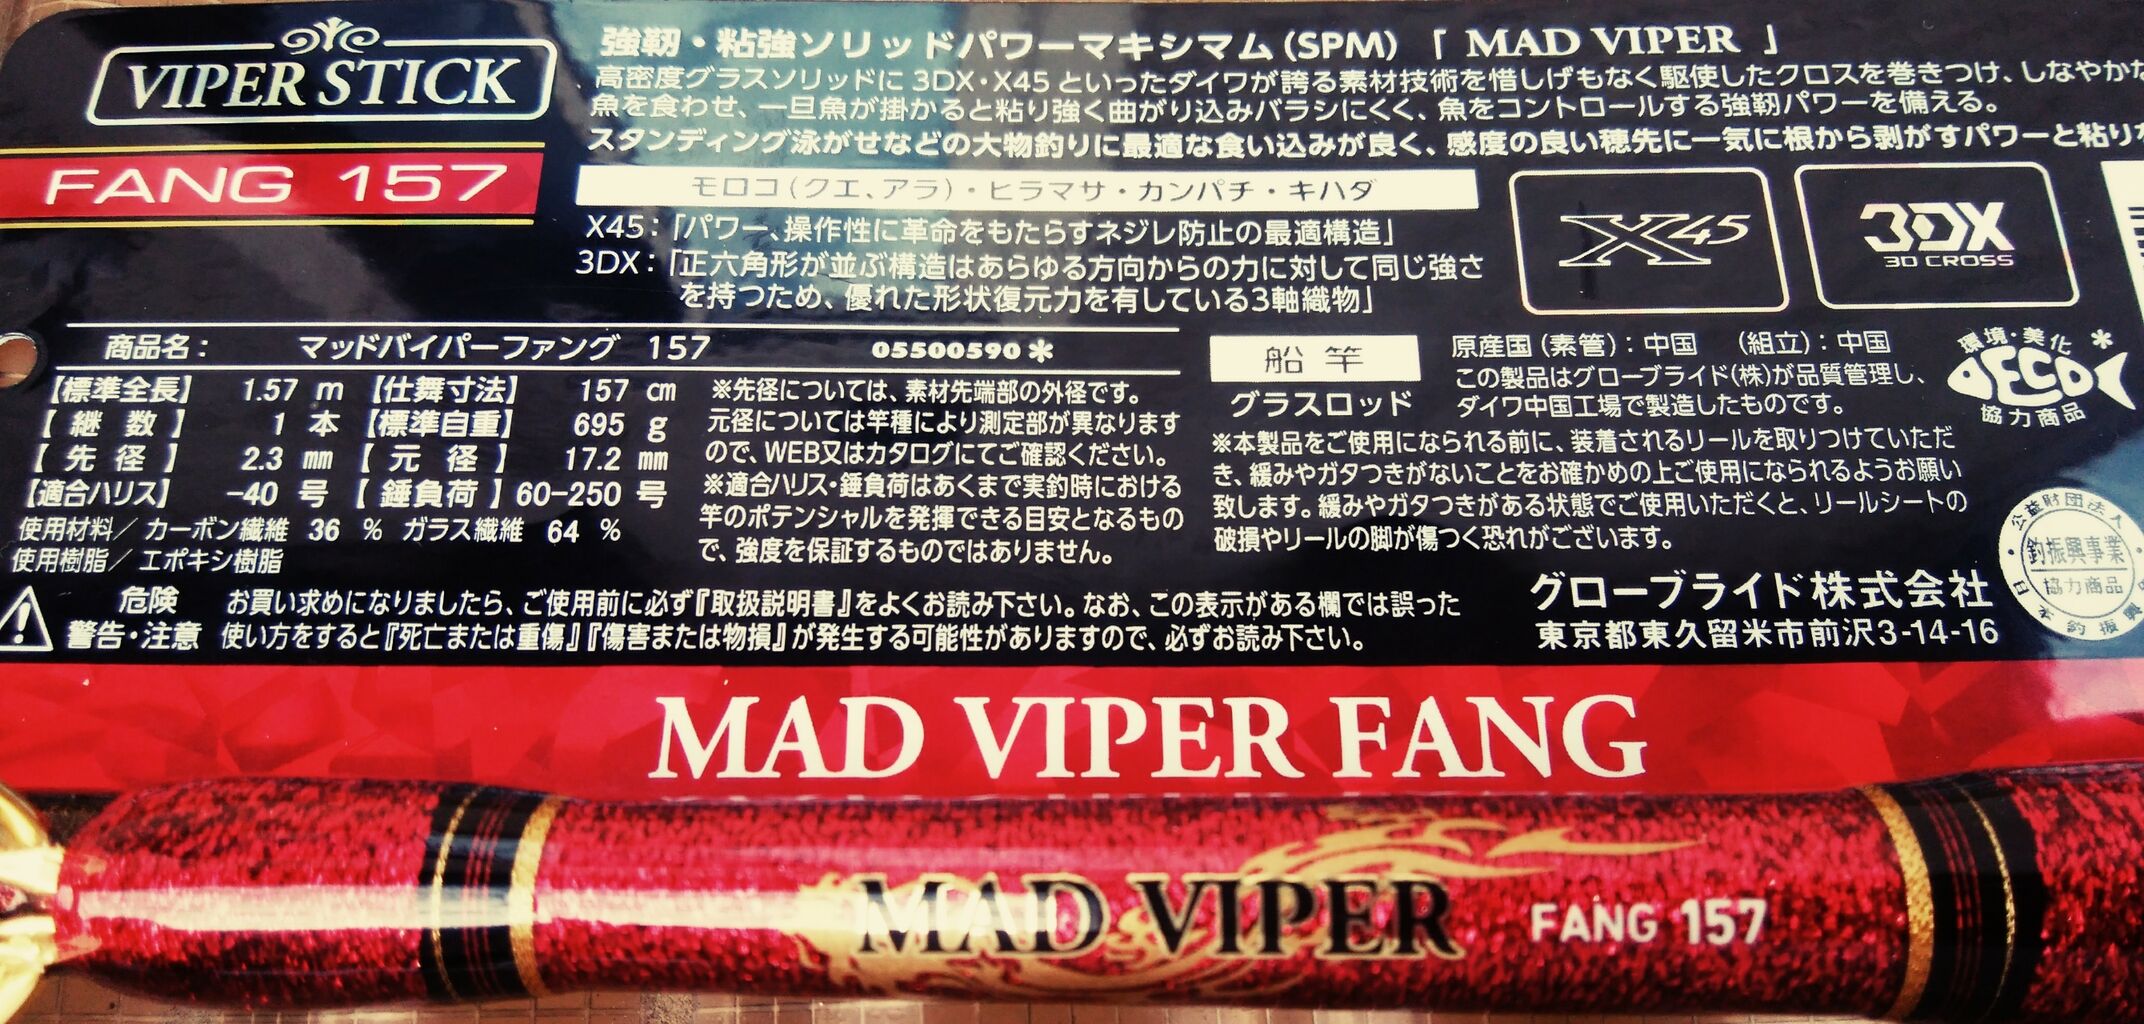 VIPER STICK
FANG 157
強靭・粘強ソリッドパワーマキシマム(SPM)「 MAD VIPER 」
高密度グラスソリッドに 3DX・X45 といったダイワが誇る素材技術を惜しげもなく駆使したクロスを巻きつけ、しなやかな
魚を食わせ、一旦魚が掛かると粘り強く曲がり込みバラシにくく、魚をコントロールする強靭パワーを備える。
スタンディング泳がせなどの大物釣りに最適な食い込みが良く、感度の良い穂先に一気に根から剥がすパワーと粘り
モロコ(クエ、アラ)・ヒラマサ・カンパチ・キハダ
X45:「パワー、操作性に革命をもたらすネジレ防止の最適構造」
3DX:「正六角形が並ぶ構造はあらゆる方向からの力に対して同じ強さ
を持つため、優れた形状復元力を有している3軸織物」
X45
3DX
3D CROSS
商品名: マッドバイパーファング 157 05500590*
【標準全長】 1.57 m 【仕舞寸法】 157 cm
【継数】 1 本 【標準自重】 695 g
【先径】 2.3 mm 【元径】 17.2 mm
【適合ハリス】 -40 号 【錘負荷】 60-250 号
使用材料/ カーボン繊維 36 % ガラス繊維 64 %
使用樹脂/ エポキシ樹脂
※先径については、素材先端部の外径です。
元径については竿種により測定部が異なります
ので、WEB又はカタログにてご確認ください。
※適合ハリス・錘負荷はあくまで実釣時における
竿のポテンシャルを発揮できる目安となるもの
で、強度を保証するものではありません。
船竿
グラスロッド
原産国(素管):中国 (組立):中国
この製品はグローブライド(株)が品質管理し、
ダイワ中国工場で製造したものです。
環境・美化 *
ECO
協力商品
※本製品をご使用になられる前に、装着されるリールを取りつけていただ
き、緩みやガタつきがないことをお確かめの上ご使用になられるようお願い
致します。緩みやガタつきがある状態でご使用いただくと、リールシートの
破損やリールの脚が傷つく恐れがございます。
公益財団法人
釣振興事業
協力商品
日本釣振興
危険
警告・注意
お買い求めになりましたら、ご使用前に必ず『取扱説明書』をよくお読み下さい。なお、この表示がある欄では誤った
使い方をすると『死亡または重傷』『傷害または物損』が発生する可能性がありますので、必ずお読み下さい。
グローブライド株式会社
東京都東久留米市前沢3-14-16
MAD VIPER FANG
MAD VIPER FANG 157